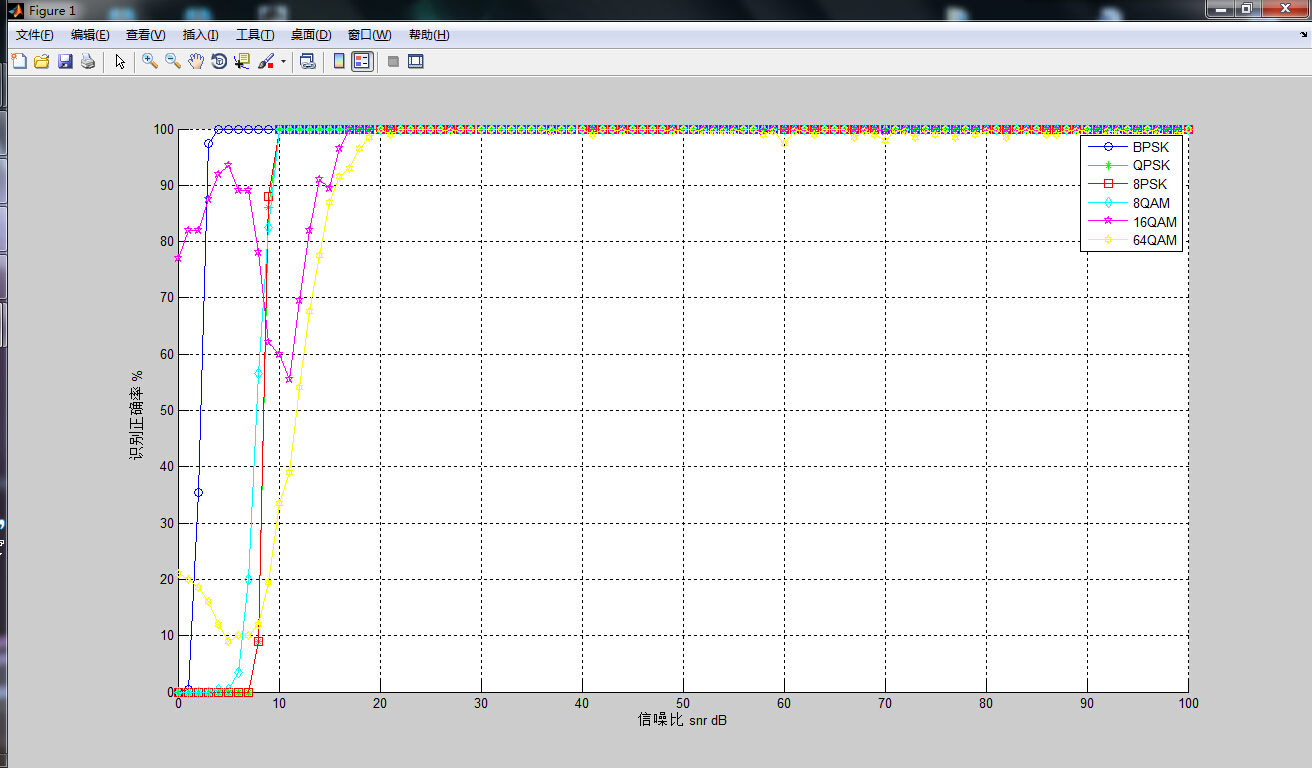 Figure 1
文件(F) 编辑(E) 查看(V) 插入(I) 工具(T) 桌面(D) 窗口(W) 帮助(H)
100
90
80
70
60
50
40
30
20
10
0
识别正确率 %
BPSK
QPSK
8PSK
8QAM
16QAM
64QAM
0 10 20 30 40 50 60 70 80 90 100
信噪比 snr dB